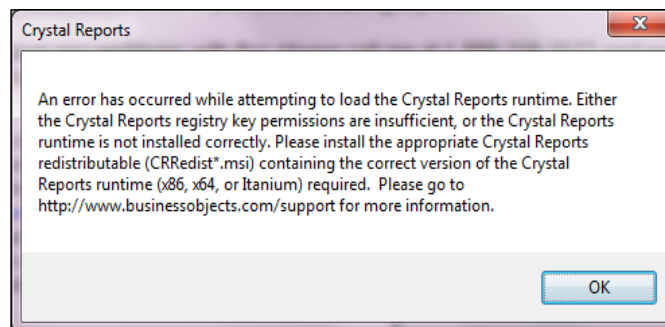 Crystal Reports
An error has occurred while attempting to load the Crystal Reports runtime. Either
the Crystal Reports registry key permissions are insufficient, or the Crystal Reports
runtime is not installed correctly. Please install the appropriate Crystal Reports
redistributable (CRRedist*.msi) containing the correct version of the Crystal
Reports runtime (x86, x64, or Itanium) required.  Please go to
http://www.businessobjects.com/support for more information.
OK